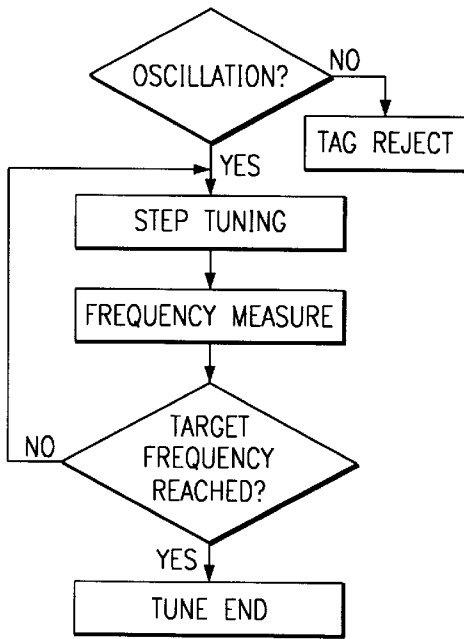 OSCILLATION?
NO
TAG REJECT
YES
STEP TUNING
FREQUENCY MEASURE
TARGET
FREQUENCY
REACHED?
NO
YES
TUNE END